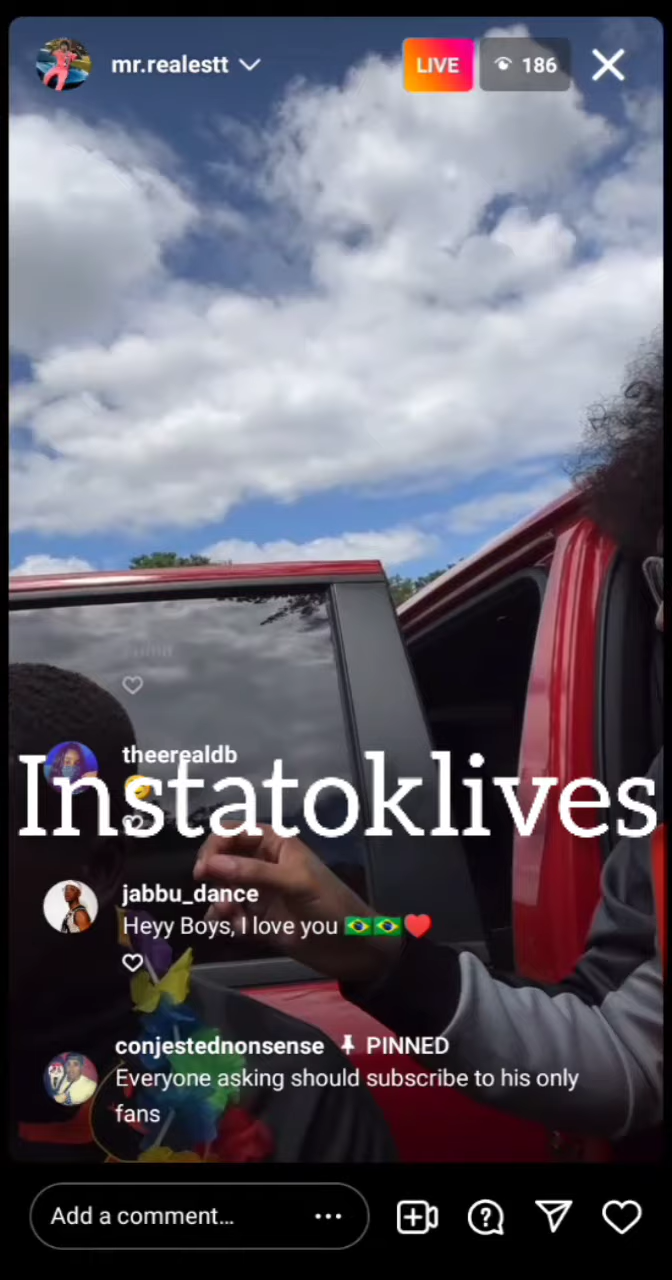 mr.realestt
LIVE
186
theerealdb
Instatoklives
jabbu_dance
Heyy Boys, I love you 🇧🇷🇧🇷❤️
conjestednonsense PINNED
Everyone asking should subscribe to his only
fans
Add a comment...